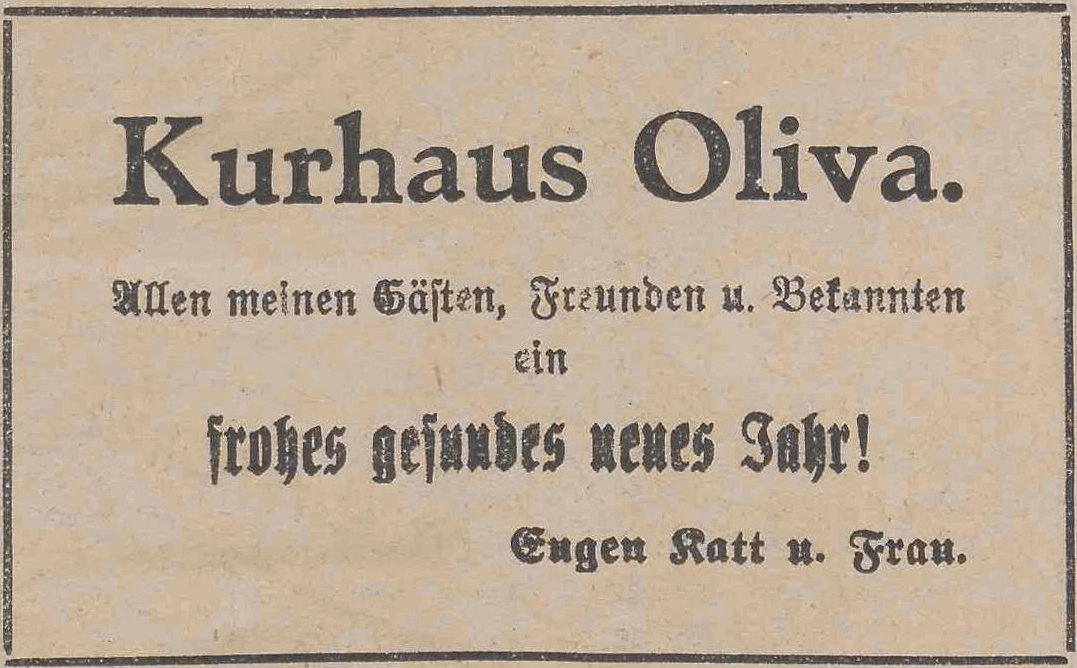 Kurhaus Oliva.
Allen meinen Gästen, Freunden u. Bekannten
ein
frohes gesundes neues Jahr!
Eugen Katt u. Frau.